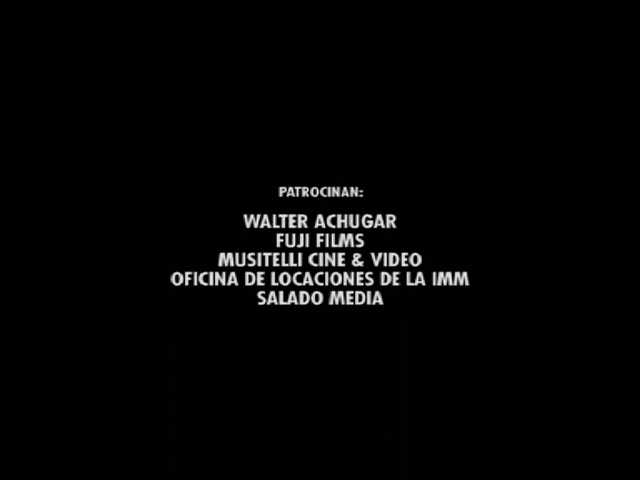 PATROCINAN:
WALTER ACHUGAR
FUJI FILMS
MUSITELLI CINE & VIDEO
OFICINA DE LOCACIONES DE LA IMM
SALADO MEDIA